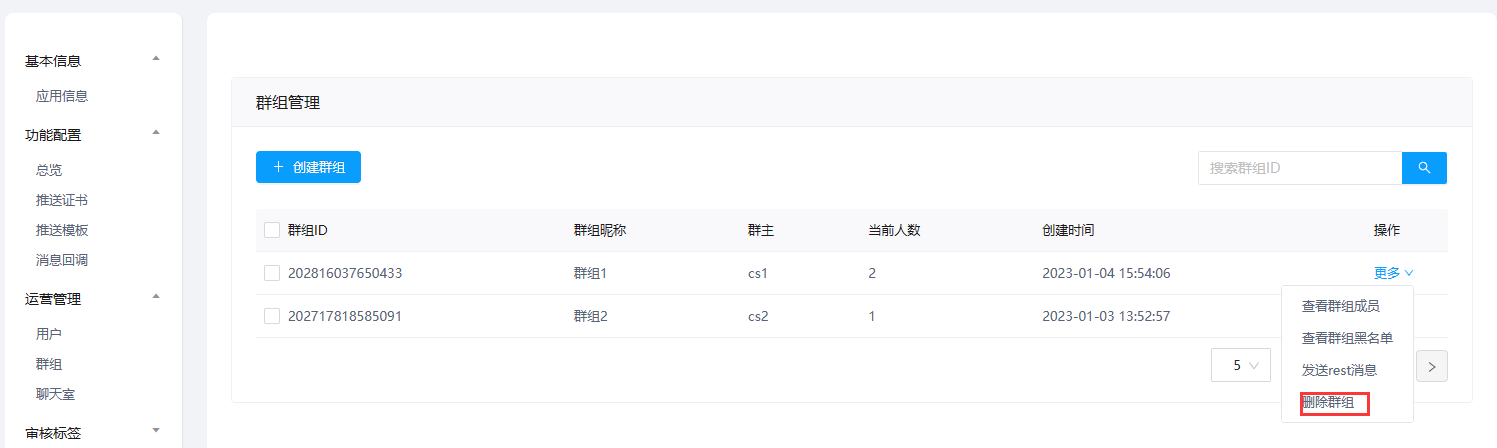 基本信息
应用信息
功能配置
总览
推送证书
推送模板
消息回调
运营管理
用户
群组
聊天室
审核标签
群组管理
+ 创建群组
搜索群组ID
群组ID 群组昵称 群主 当前人数 创建时间 操作
202816037650433 群组1 cs1 2 2023-01-04 15:54:06 更多
202717818585091 群组2 cs2 1 2023-01-03 13:52:57
查看群组成员
查看群组黑名单
发送rest消息
删除群组
5